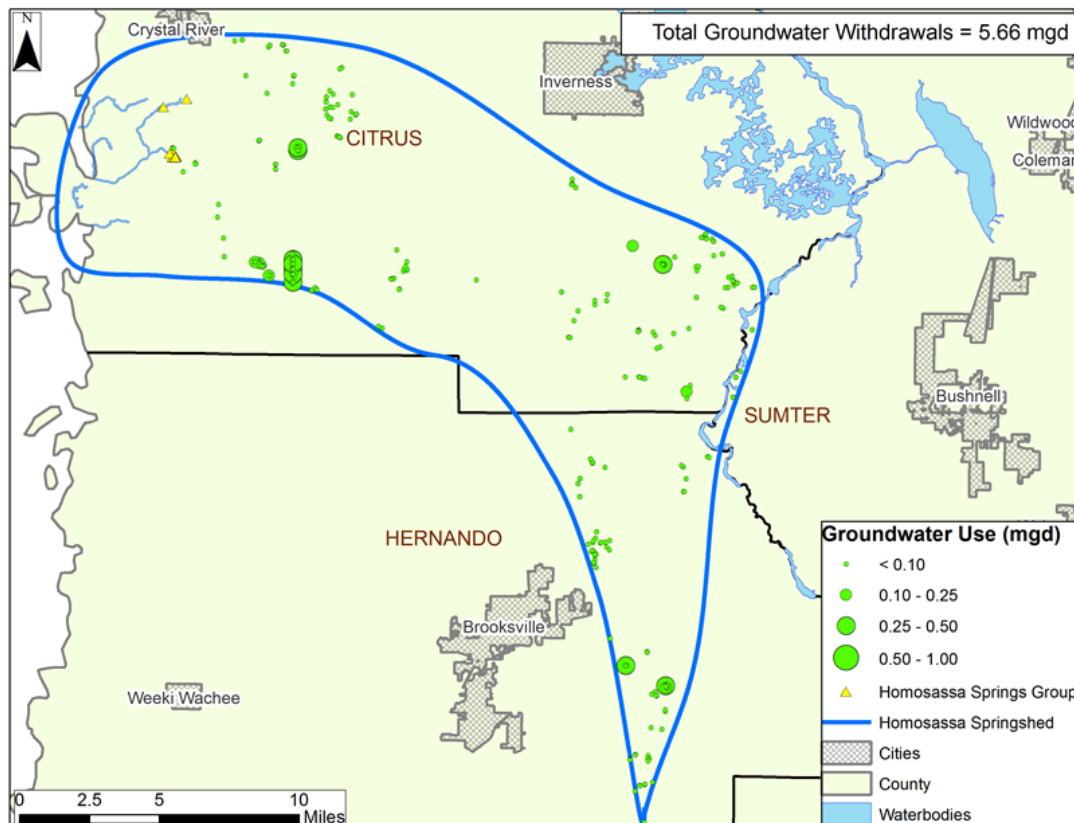 N
Crystal River
Total Groundwater Withdrawals = 5.66 mgd
Inverness
Wildwood
Coleman
CITRUS
Bushnell
SUMTER
HERNANDO
Brooksville
Weeki Wachee
Groundwater Use (mgd)
< 0.10
0.10 - 0.25
0.25 - 0.50
0.50 - 1.00
Homosassa Springs Group
Homosassa Springshed
Cities
County
Waterbodies
0 2.5 5 10
Miles